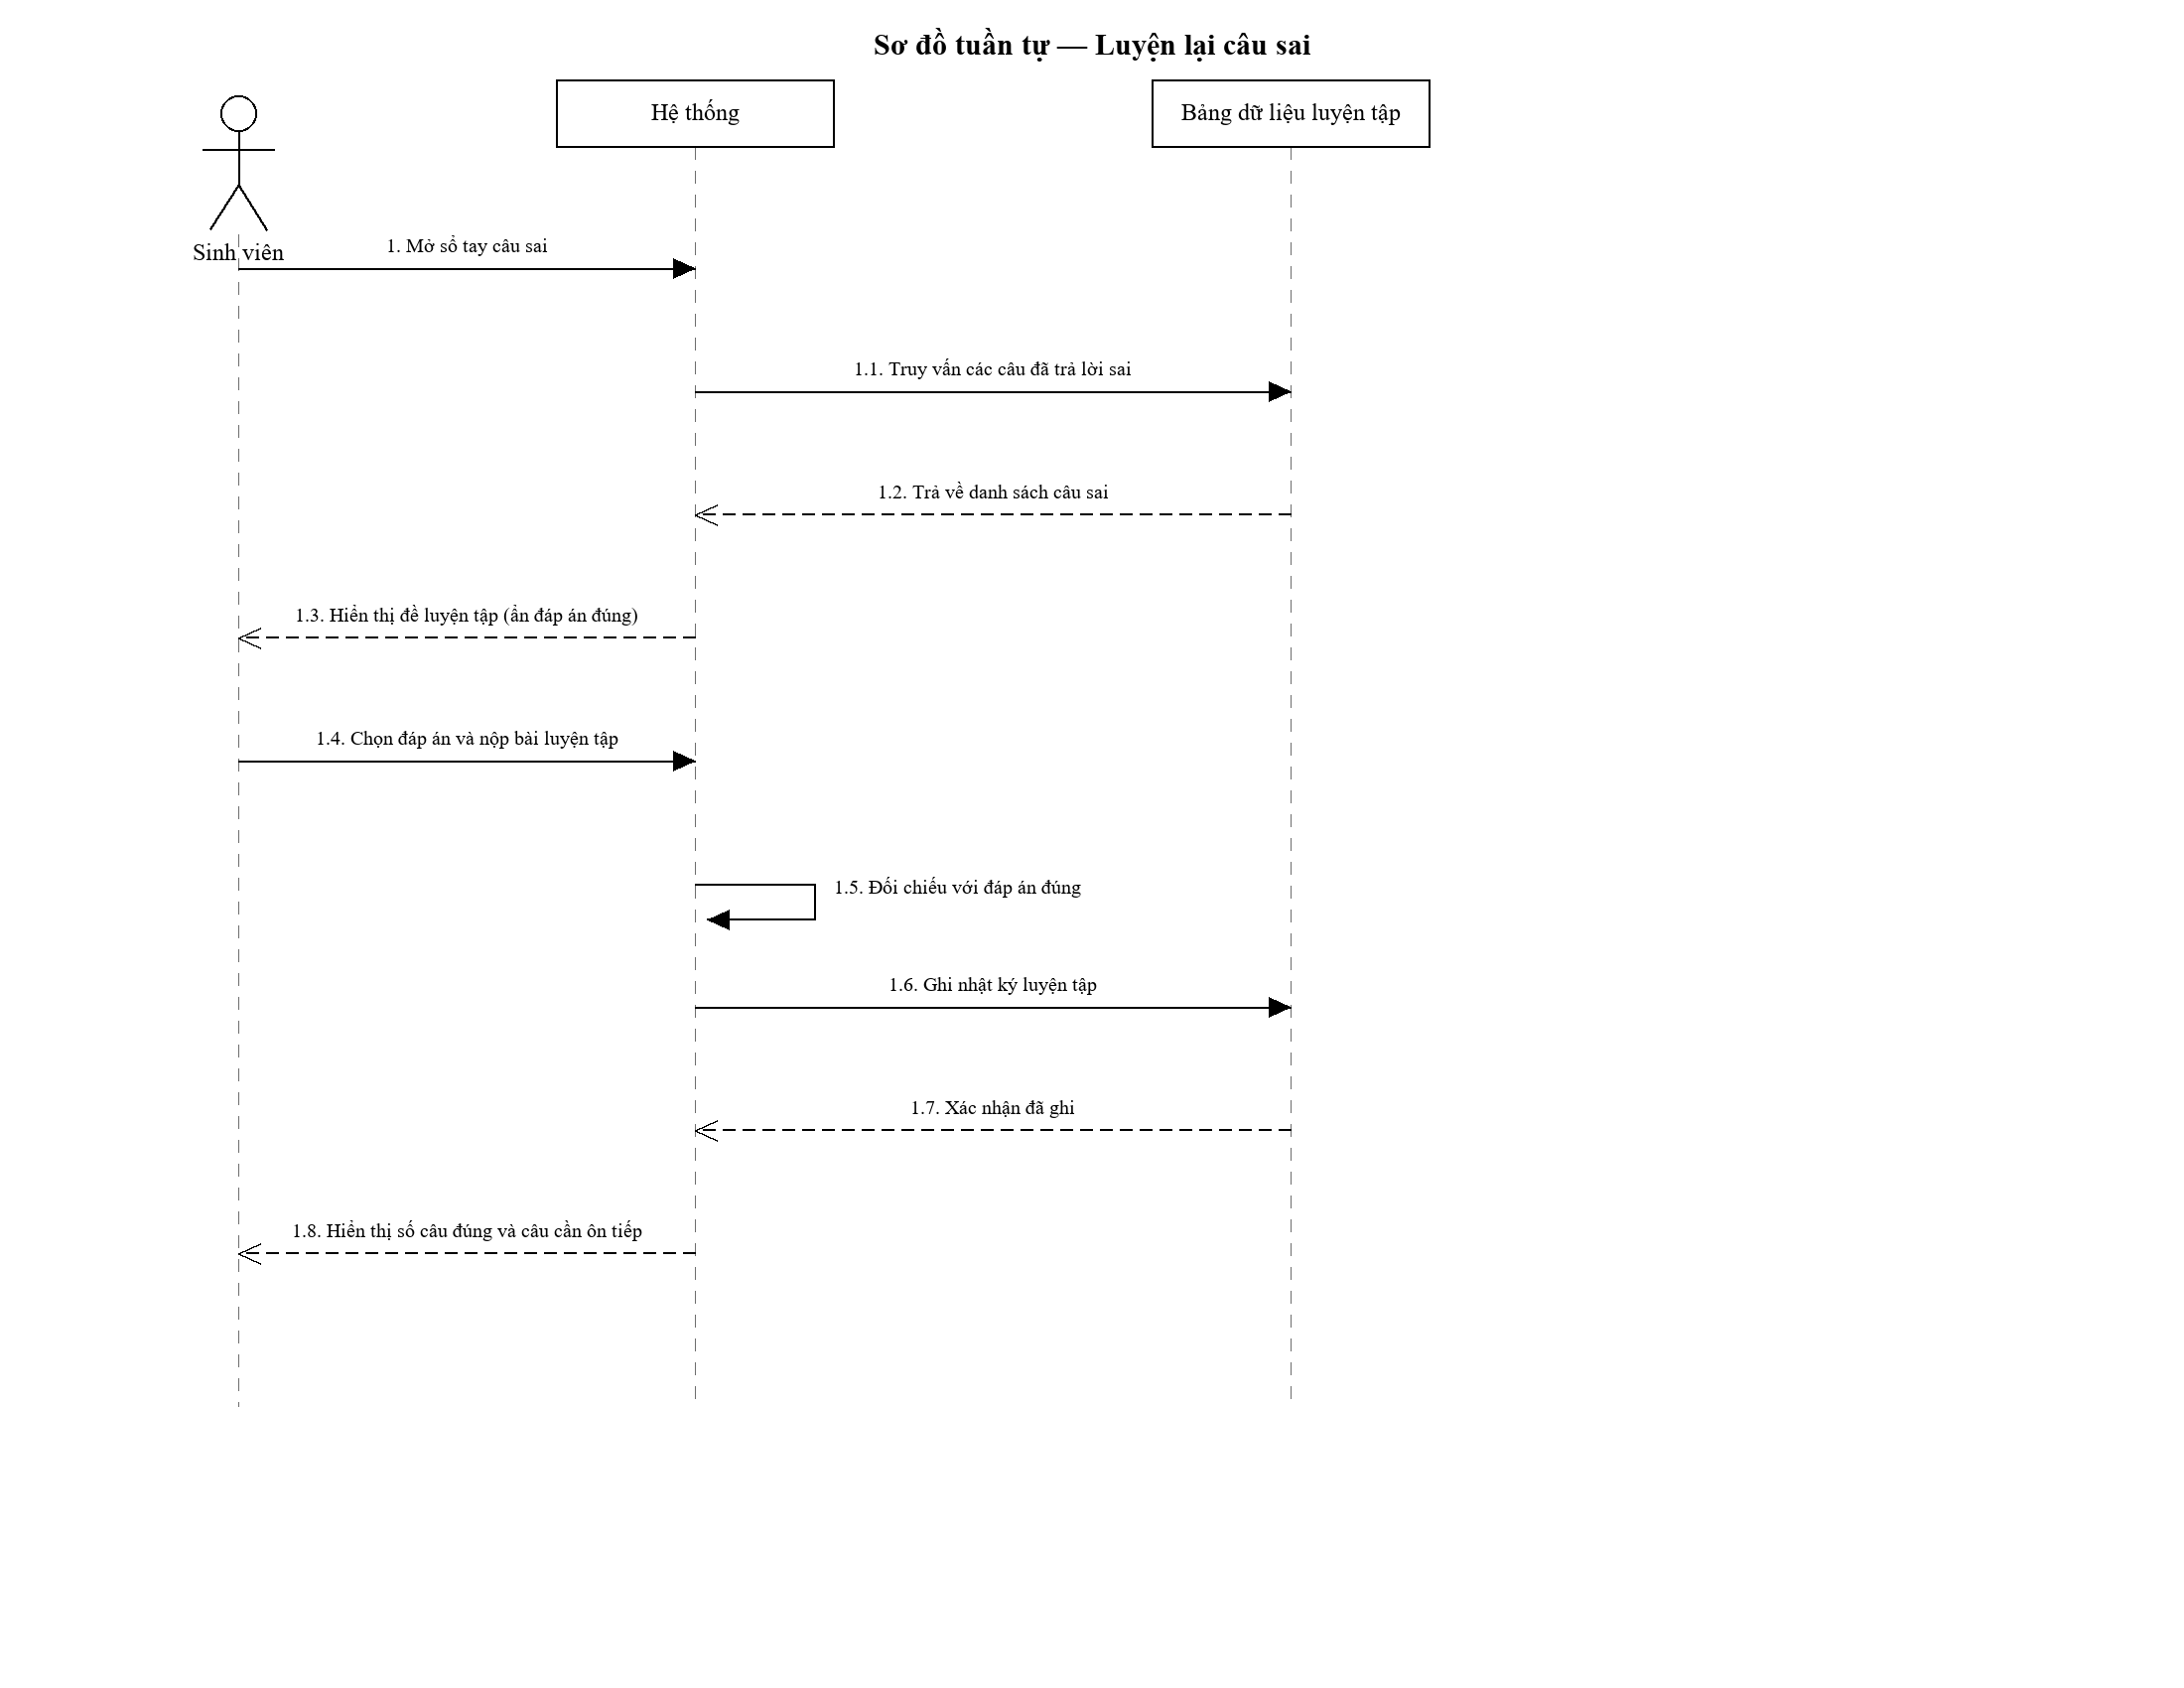 Sơ đồ tuần tự — Luyện lại câu sai
Hệ thống
Bảng dữ liệu luyện tập
Sinh viên
1. Mở sổ tay câu sai
1.1. Truy vấn các câu đã trả lời sai
1.2. Trả về danh sách câu sai
1.3. Hiển thị đề luyện tập (ẩn đáp án đúng)
1.4. Chọn đáp án và nộp bài luyện tập
1.5. Đối chiếu với đáp án đúng
1.6. Ghi nhật ký luyện tập
1.7. Xác nhận đã ghi
1.8. Hiển thị số câu đúng và câu cần ôn tiếp